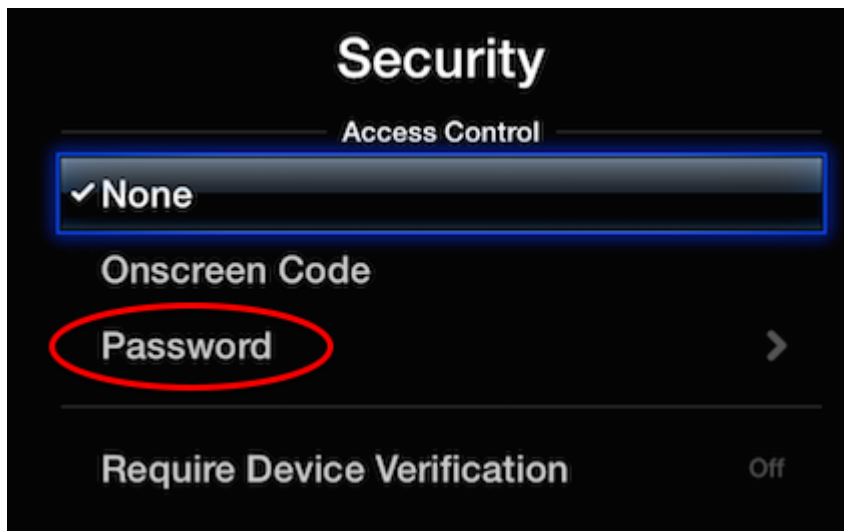 Security
Access Control
None
Onscreen Code
Password
Require Device Verification Off